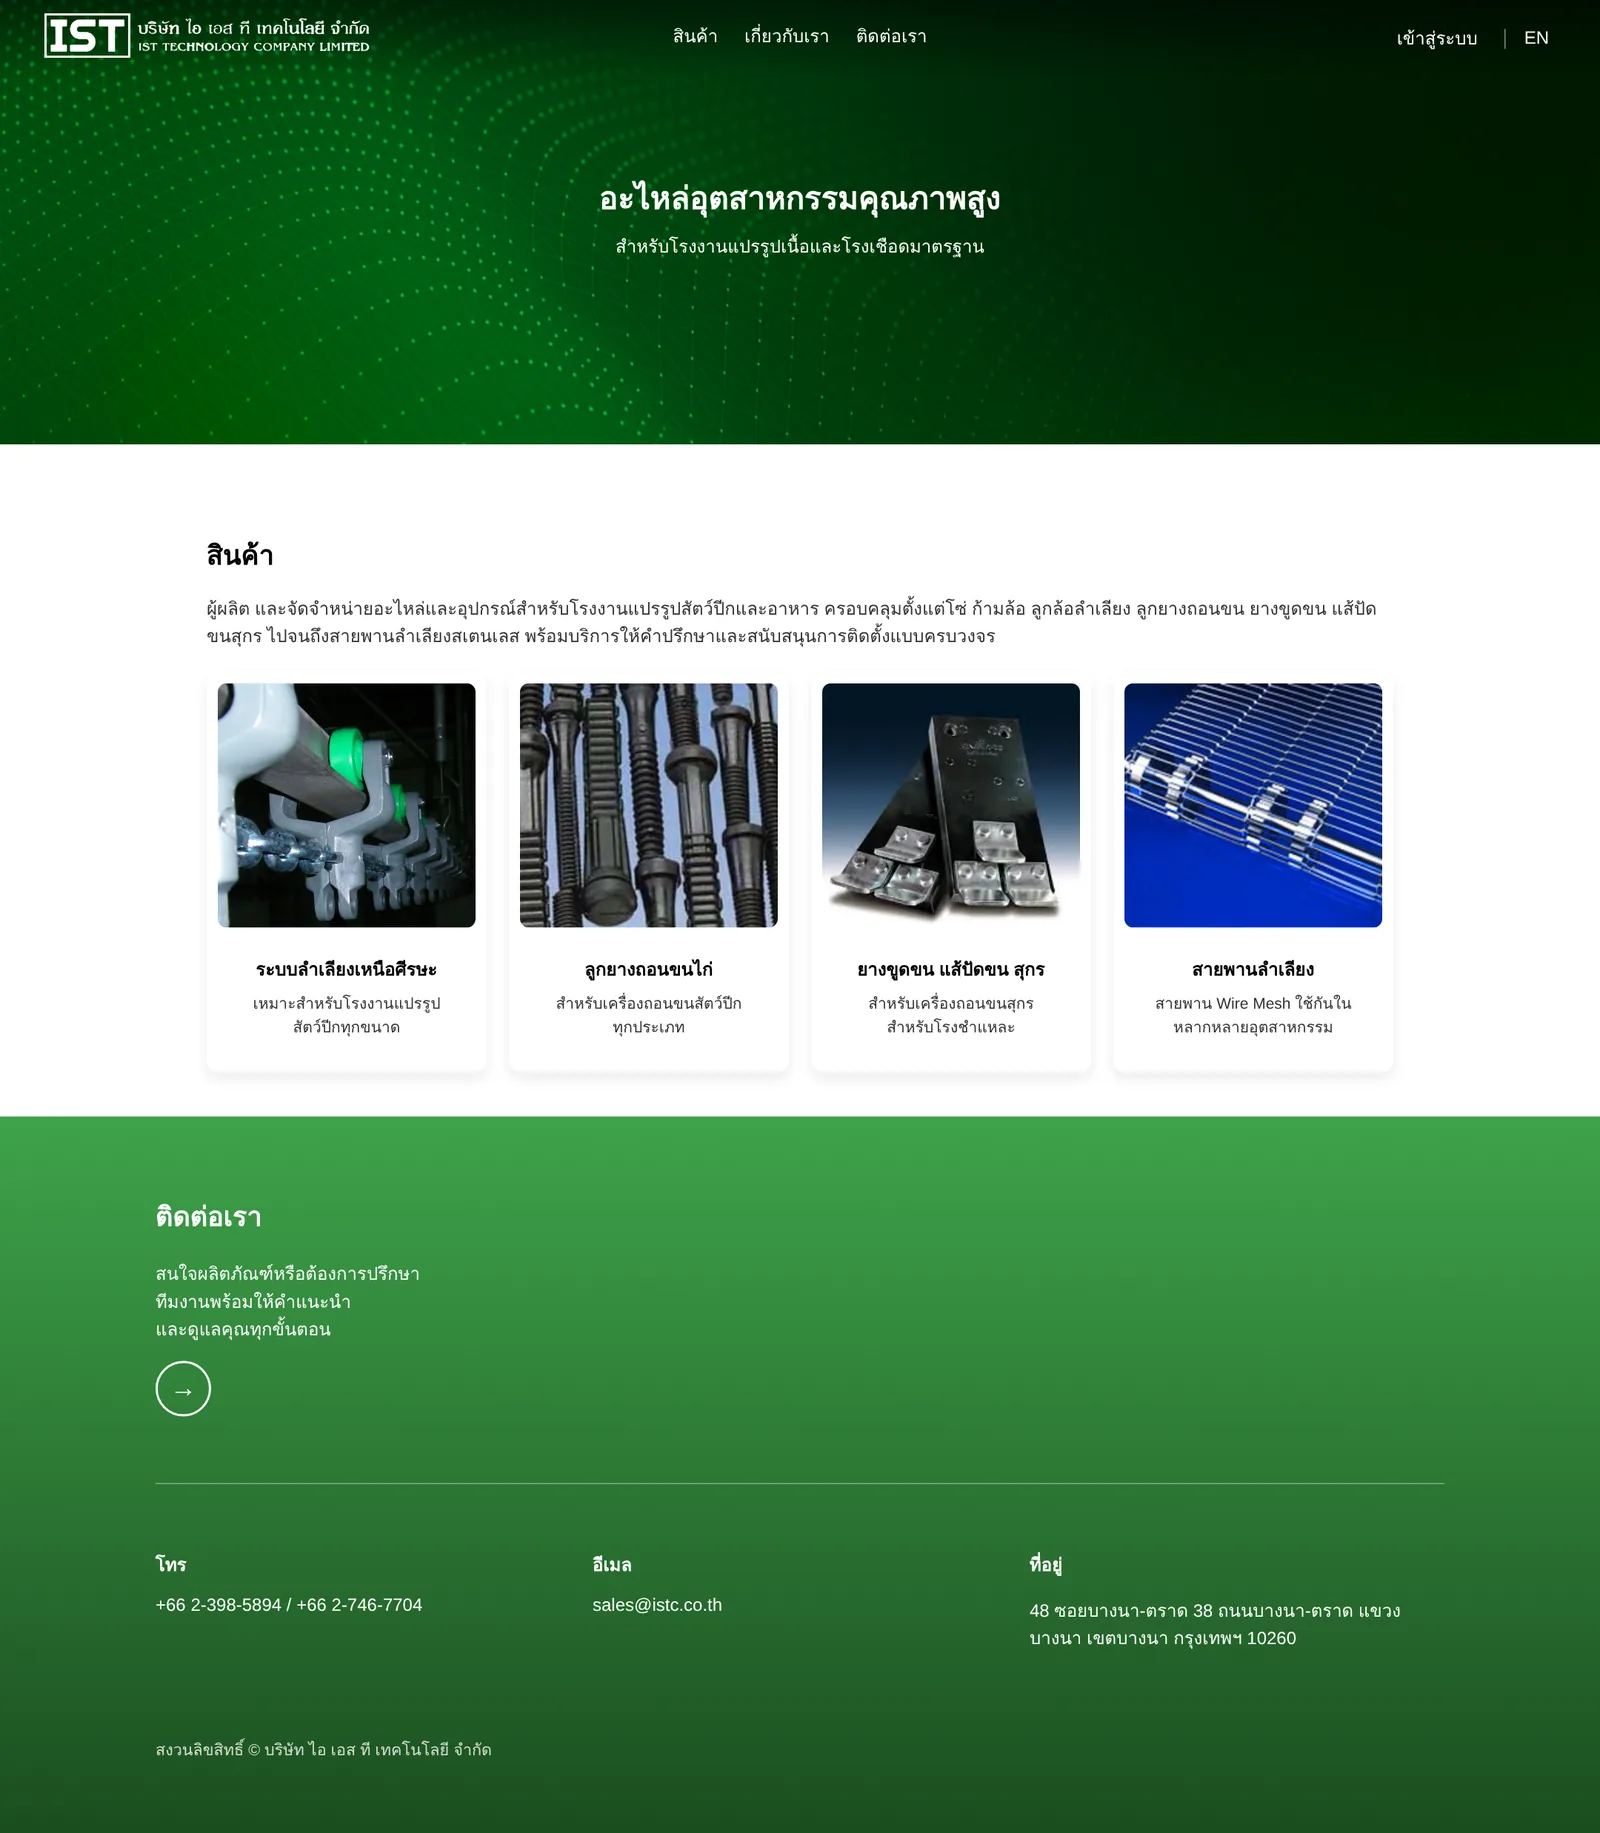 IST
บริษัท ไอ เอส ที เทคโนโลยี จำกัด
IST TECHNOLOGY COMPANY LIMITED
สินค้า
เกี่ยวกับเรา
ติดต่อเรา
เข้าสู่ระบบ
EN
อะไหล่อุตสาหกรรมคุณภาพสูง
สำหรับโรงงานแปรรูปเนื้อและโรงเชือดมาตรฐาน
สินค้า
ผู้ผลิต และจัดจำหน่ายอะไหล่และอุปกรณ์สำหรับโรงงานแปรรูปสัตว์ปีกและอาหาร ครอบคลุมตั้งแต่โซ่ ก้ามล้อ ลูกล้อลำเลียง ลูกยางถอนขน ยางขูดขน แส้ปัด
ขนสุกร ไปจนถึงสายพานลำเลียงสเตนเลส พร้อมบริการให้คำปรึกษาและสนับสนุนการติดตั้งแบบครบวงจร
ระบบลำเลียงเหนือศีรษะ
เหมาะสำหรับโรงงานแปรรูป
สัตว์ปีกทุกขนาด
ลูกยางถอนขนไก่
สำหรับเครื่องถอนขนสัตว์ปีก
ทุกประเภท
ยางขูดขน แส้ปัดขน สุกร
สำหรับเครื่องถอนขนสุกร
สำหรับโรงชำแหละ
สายพานลำเลียง
สายพาน Wire Mesh ใช้กันใน
หลากหลายอุตสาหกรรม
ติดต่อเรา
สนใจผลิตภัณฑ์หรือต้องการปรึกษา
ทีมงานพร้อมให้คำแนะนำ
และดูแลคุณทุกขั้นตอน
→
โทร
+66 2-398-5894 / +66 2-746-7704
อีเมล
sales@istc.co.th
ที่อยู่
48 ซอยบางนา-ตราด 38 ถนนบางนา-ตราด แขวง
บางนา เขตบางนา กรุงเทพฯ 10260
สงวนลิขสิทธิ์ © บริษัท ไอ เอส ที เทคโนโลยี จำกัด